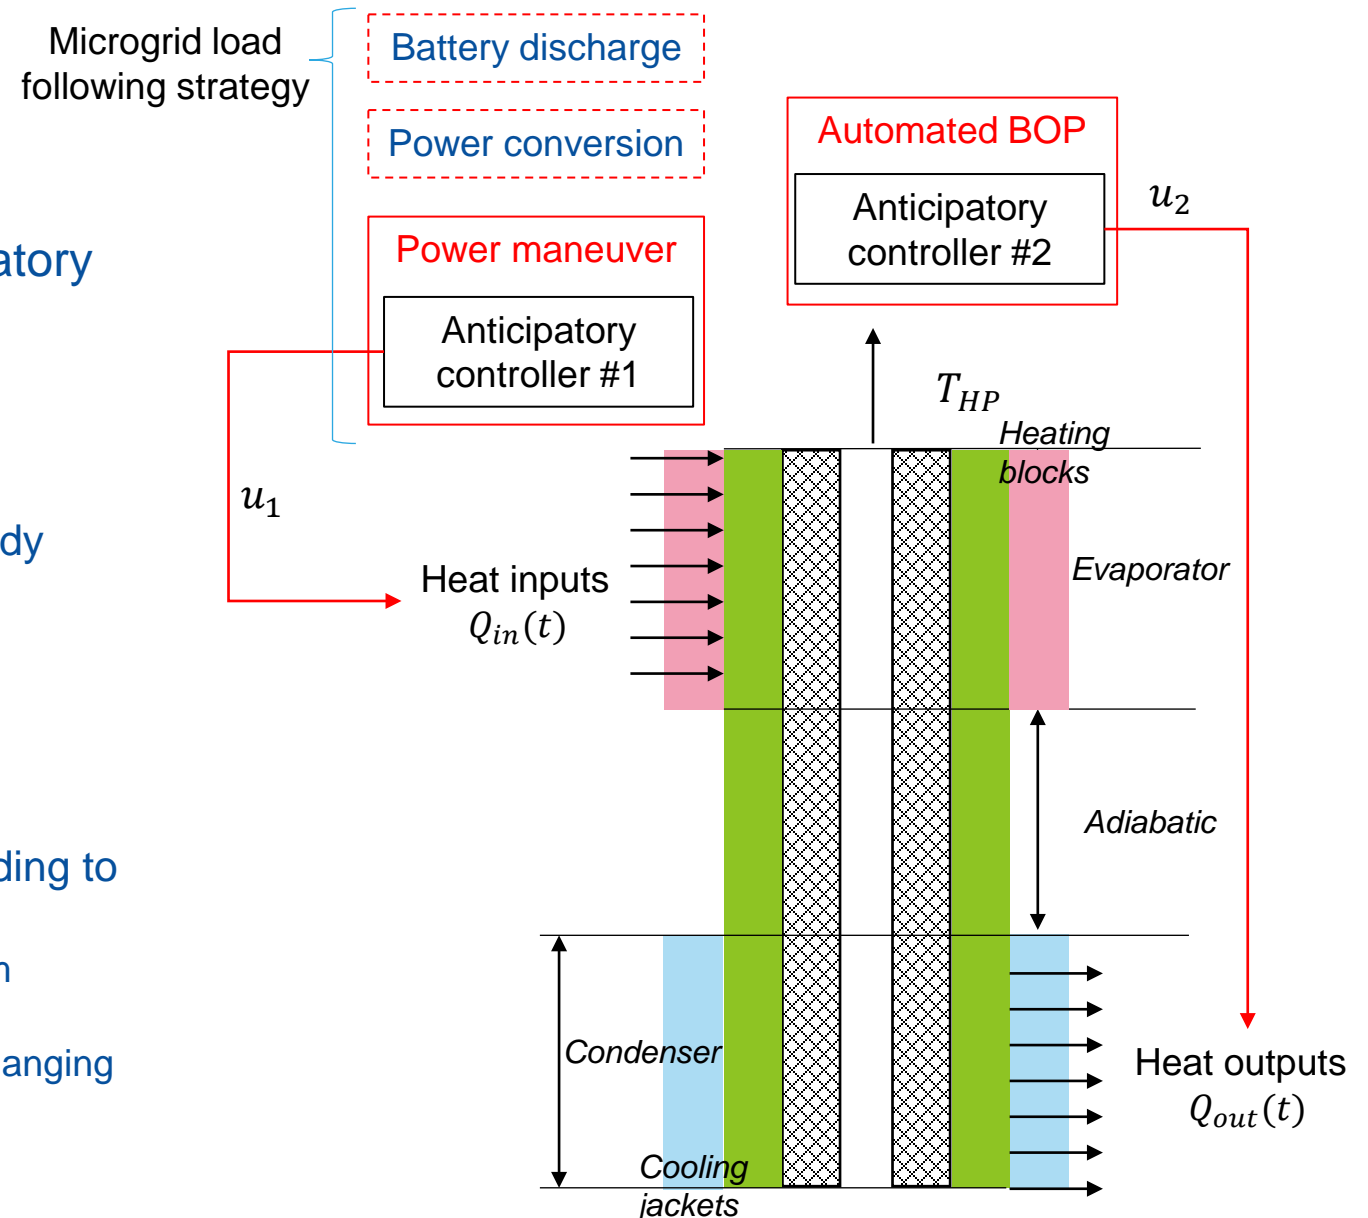 Microgrid load
following strategy
Battery discharge
Power conversion
Power maneuver
Anticipatory
controller #1
Automated BOP
Anticipatory
controller #2
u₂
atory
T_HP
Heating
blocks
u₁
dy
Heat inputs
Q_in(t)
Evaporator
Adiabatic
ding to
n
anging
Condenser
Heat outputs
Q_out(t)
Cooling
jackets